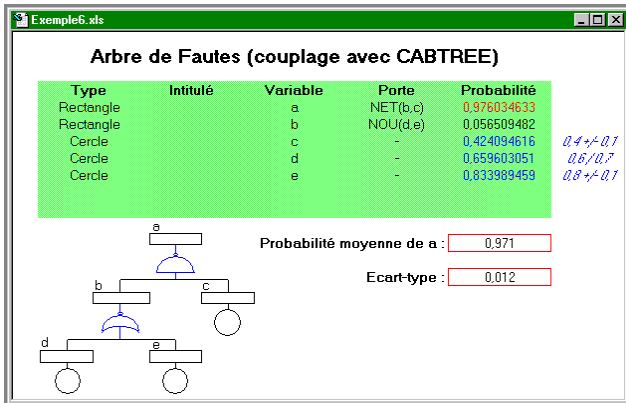 Exemple6.xls
Arbre de Fautes (couplage avec CABTREE)
Type Intitulé Variable Porte Probabilité
Rectangle a NET(b,c) 0,976034633
Rectangle b NOU(d,e) 0,056509482
Cercle c - 0,424094616 0,4 +/- 0,1
Cercle d - 0,659603051 0,6 / 0,7
Cercle e - 0,833989459 0,8 +/- 0,1
a
Probabilité moyenne de a : 0,971
Ecart-type : 0,012
b c
d e